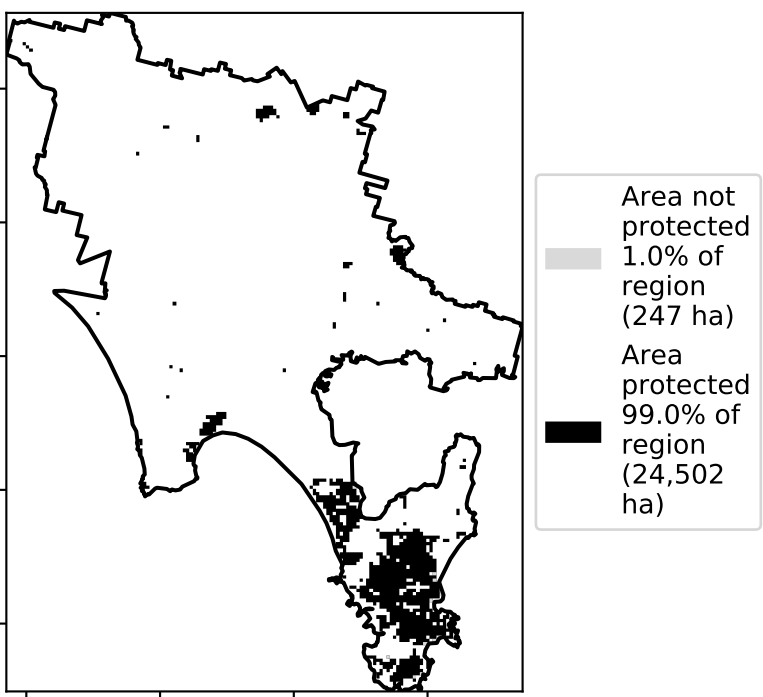 Area not
protected
1.0% of
region
(247 ha)
Area
protected
99.0% of
region
(24,502
ha)